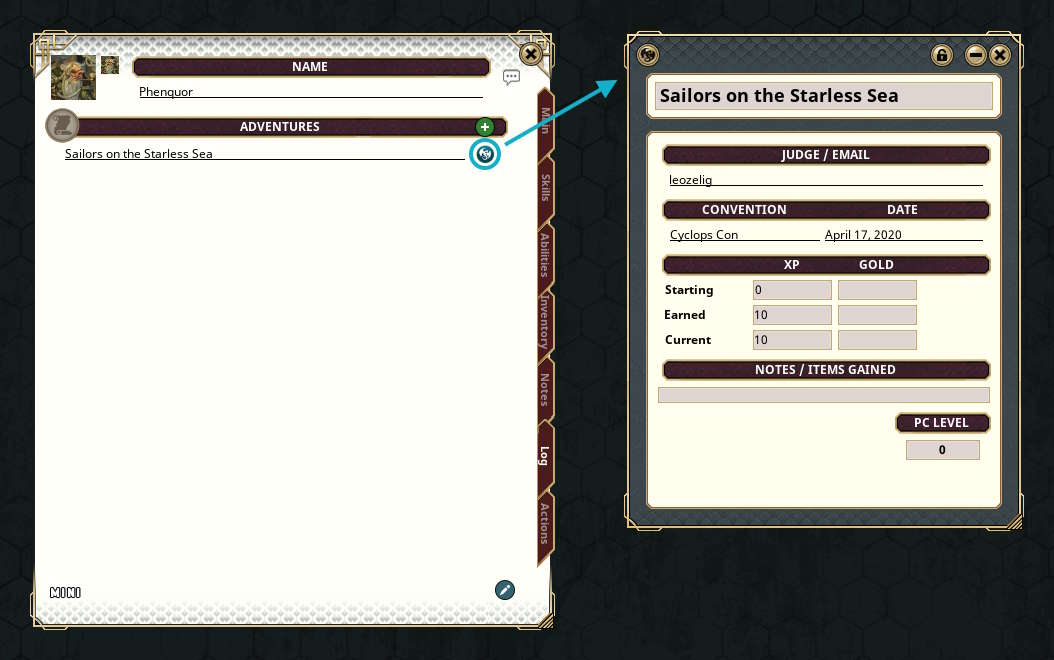 NAME
Phenquor
ADVENTURES
Sailors on the Starless Sea
Main
Skills
Abilities
Inventory
Notes
Log
Actions
MINI
Sailors on the Starless Sea
JUDGE / EMAIL
leozelig
CONVENTION DATE
Cyclops Con April 17, 2020
XP GOLD
Starting 0
Earned 10
Current 10
NOTES / ITEMS GAINED
PC LEVEL
0